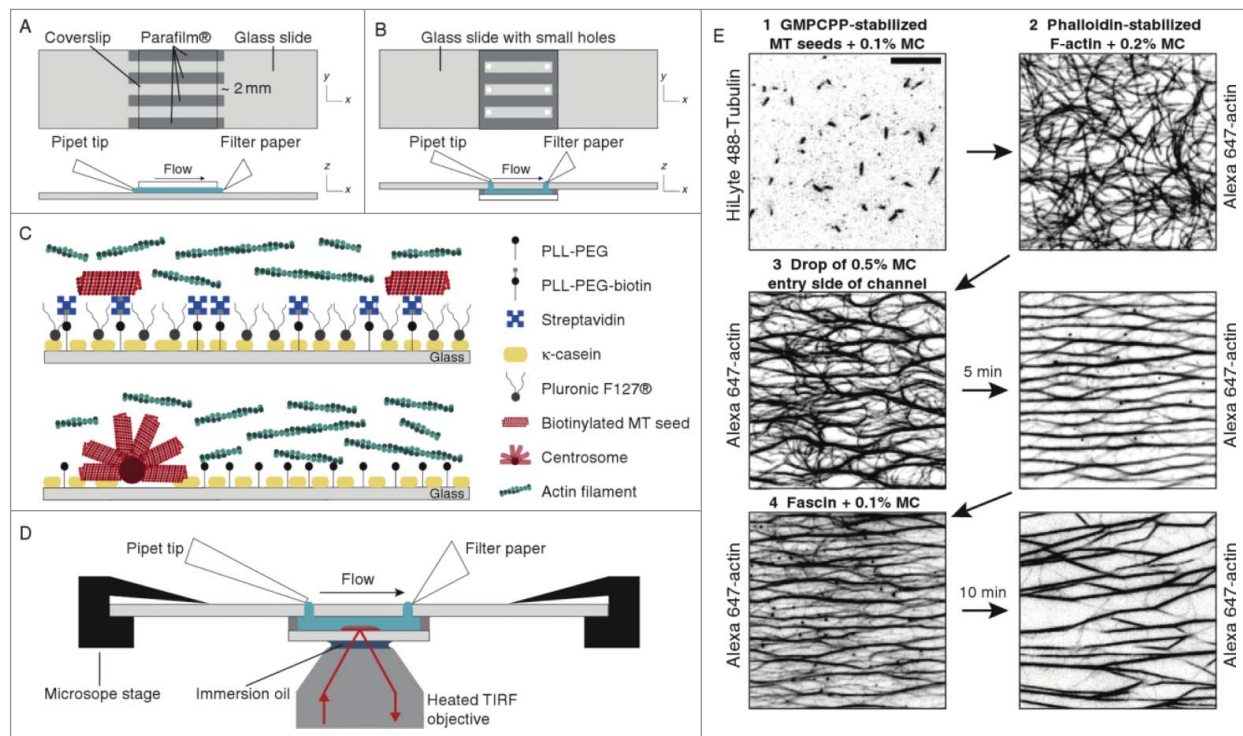 A
Coverslip
Parafilm®
Glass slide
~ 2 mm
y
x
Pipet tip
Filter paper
Flow
z
x
B
Glass slide with small holes
y
x
Pipet tip
Filter paper
Flow
z
x
C
Glass
Glass
PLL-PEG
PLL-PEG-biotin
Streptavidin
κ-casein
Pluronic F127®
Biotinylated MT seed
Centrosome
Actin filament
D
Pipet tip
Filter paper
Flow
Microsope stage
Immersion oil
Heated TIRF
objective
E
1 GMPCPP-stabilized
MT seeds + 0.1% MC
HiLyte 488-Tubulin
2 Phalloidin-stabilized
F-actin + 0.2% MC
Alexa 647-actin
3 Drop of 0.5% MC
entry side of channel
Alexa 647-actin
5 min
Alexa 647-actin
4 Fascin + 0.1% MC
Alexa 647-actin
10 min
Alexa 647-actin